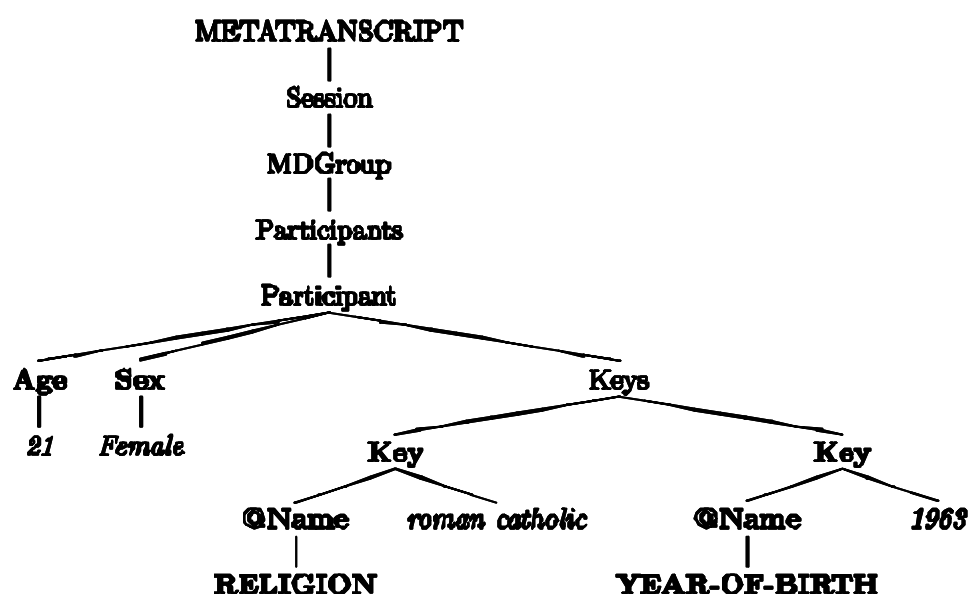 METATRANSCRIPT
Session
MDGroup
Participants
Participant
Age Sex Keys
21 Female Key Key
@Name roman catholic @Name 1963
RELIGION YEAR-OF-BIRTH